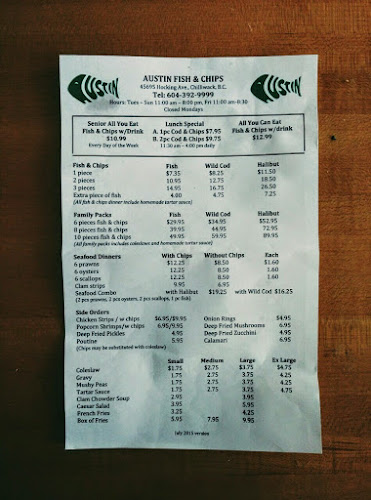 AUSTIN
AUSTIN FISH & CHIPS
AUSTIN
45695 Hocking Ave., Chilliwack, B.C.
Tel: 604-392-9999
Hours: Tues – Sun 11:00 am – 8:00 pm, Fri 11:00 am-8:30
Closed Mondays
Senior All You Eat
Fish & Chips w/drink
$10.99
Every Day of the Week
Lunch Special
A. 1pc Cod & Chips $7.95
B. 2pc Cod & Chips $9.75
11:30 am – 4:00 pm daily
All You Can Eat
Fish & Chips w/drink
$12.99
Fish & Chips Fish Wild Cod Halibut
1 piece $7.35 $8.25 $11.50
2 pieces 10.95 12.75 18.50
3 pieces 14.95 16.75 26.50
Extra piece of fish 4.00 4.75 7.25
(All fish & chips dinner include homemade tartar sauce)
Family Packs Fish Wild Cod Halibut
6 pieces fish & chips $29.95 $34.95 $52.95
8 pieces fish & chips 39.95 44.95 72.95
10 pieces fish & chips 49.95 59.95 89.95
(All family packs includes coleslaw and homemade tartar sauce)
Seafood Dinners With Chips Without Chips Each
6 prawns $12.25 $8.50 $1.60
6 oysters 12.25 8.50 1.60
6 scallops 12.25 8.50 1.60
Clam strips 9.95 6.95
Seafood Combo with Halibut $19.25 with Wild Cod $16.25
(2 pcs prawns, 2 pcs oysters, 2 pcs scallops, 1 pc fish)
Side Orders
Chicken Strips / w chips $6.95/$9.95 Onion Rings $4.95
Popcorn Shrimps/w chips 6.95/9.95 Deep Fried Mushrooms 6.95
Deep Fried Pickles 4.95 Deep Fried Zucchini 4.95
Poutine 5.95 Calamari 6.95
(Chips may be substituted with coleslaw)
Small Medium Large Ex Large
Coleslaw $1.75 $2.75 $3.75 $4.75
Gravy 1.75 2.75 3.75 4.25
Mushy Peas 1.75 2.75 3.75 4.25
Tartar Sauce 1.75 2.75 3.75 4.75
Clam Chowder Soup 2.95 3.95
Caesar Salad 3.95 5.95
French Fries 3.25 4.25
Box of Fries 5.95 7.95 9.95
July 2015 version